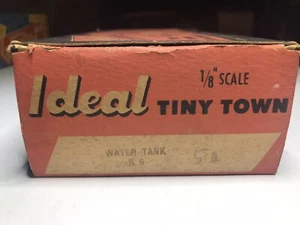 1/8" SCALE
Ideal TINY TOWN
WATER TANK